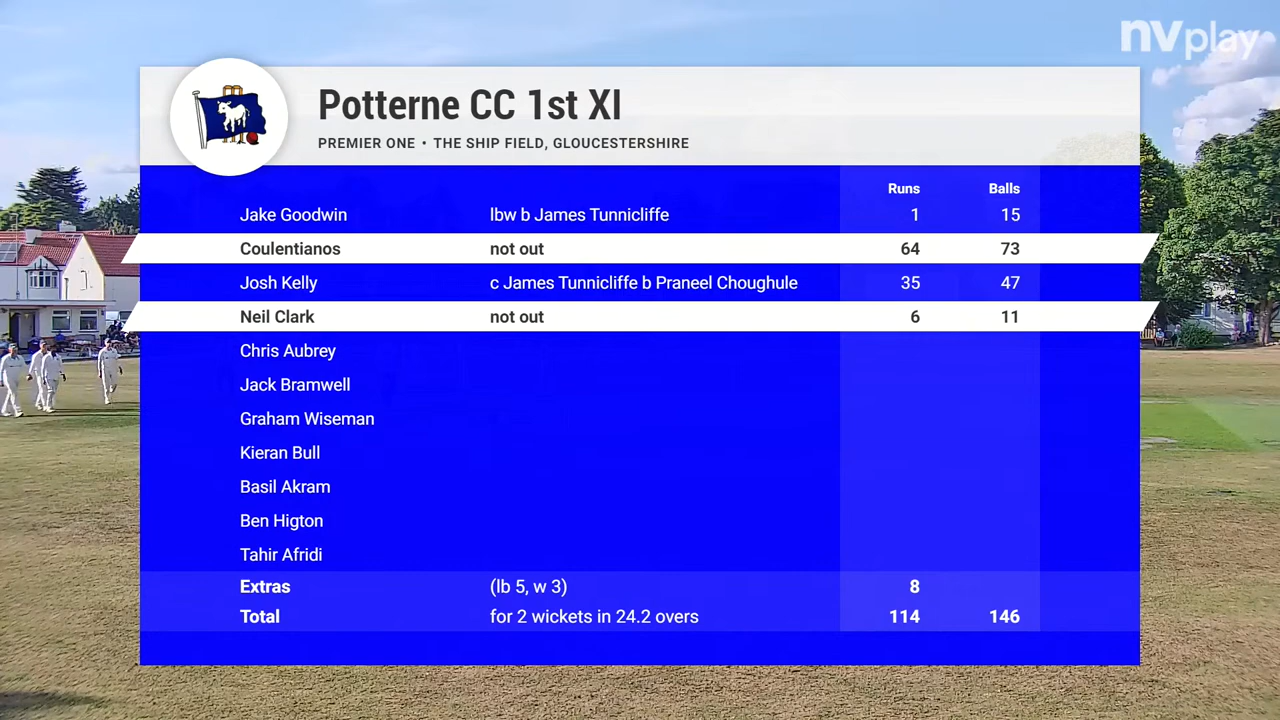 nvplay
Potterne CC 1st XI
PREMIER ONE • THE SHIP FIELD, GLOUCESTERSHIRE
Runs Balls
Jake Goodwin lbw b James Tunnicliffe 1 15
Coulentianos not out 64 73
Josh Kelly c James Tunnicliffe b Praneel Choughule 35 47
Neil Clark not out 6 11
Chris Aubrey
Jack Bramwell
Graham Wiseman
Kieran Bull
Basil Akram
Ben Higton
Tahir Afridi
Extras (lb 5, w 3) 8
Total for 2 wickets in 24.2 overs 114 146